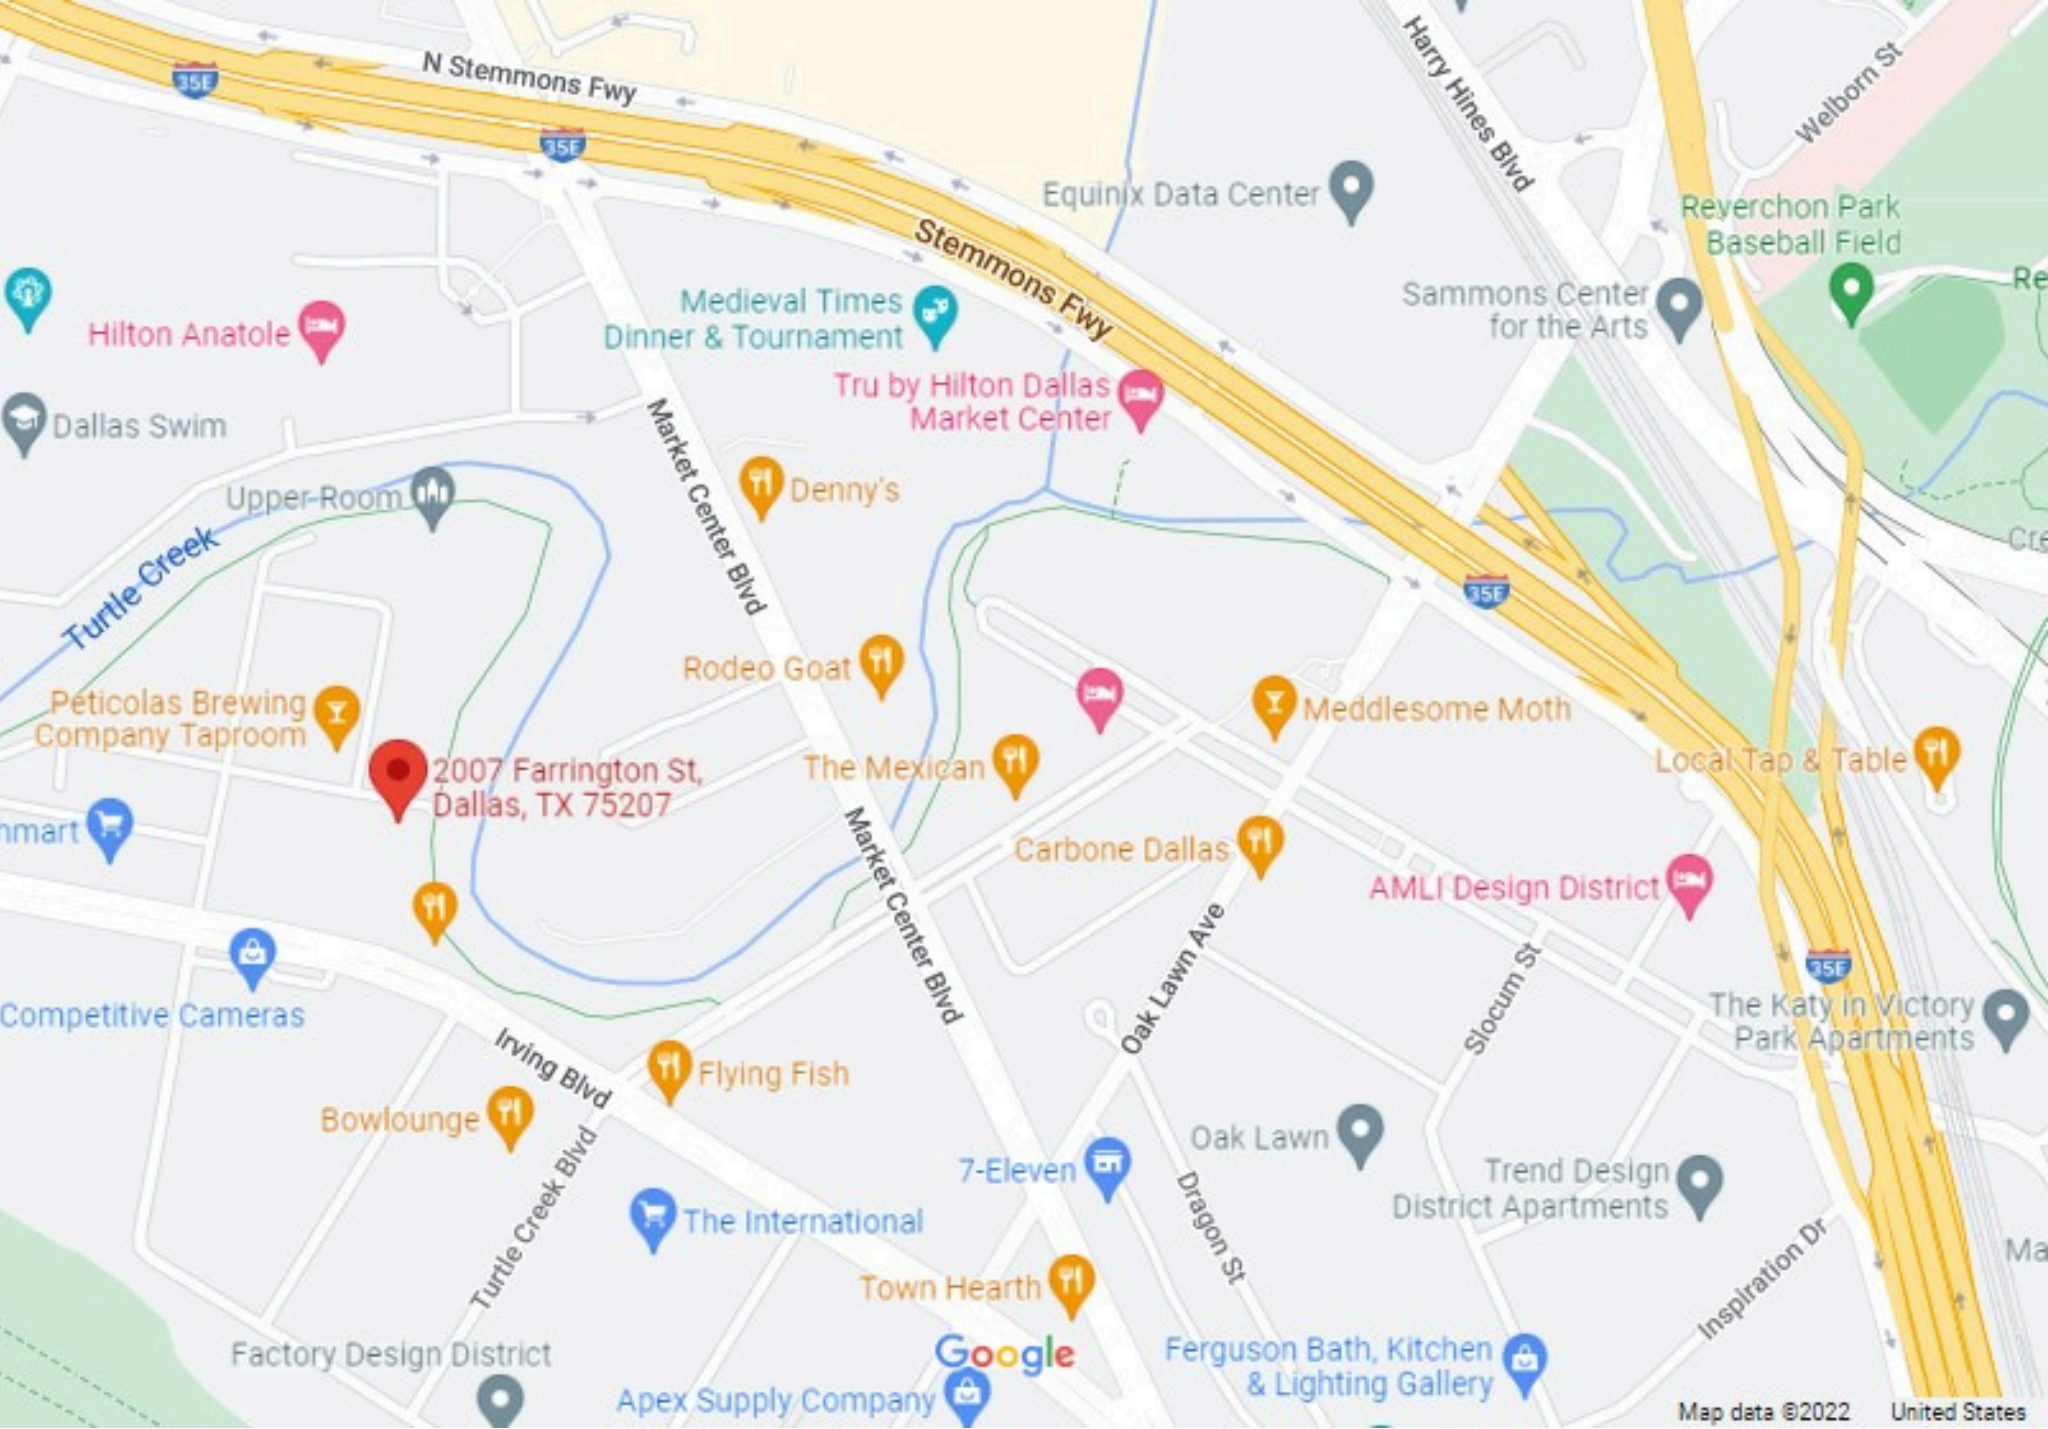 N Stemmons Fwy
35E
35E
Harry Hines Blvd
Welborn St
Equinix Data Center
Reverchon Park
Baseball Field
Re
Stemmons Fwy
Sammons Center
for the Arts
Medieval Times
Dinner & Tournament
Hilton Anatole
Tru by Hilton Dallas
Market Center
Dallas Swim
Market Center Blvd
Upper Room
Denny's
Turtle Creek
Cre
35E
Rodeo Goat
Peticolas Brewing
Company Taproom
Meddlesome Moth
The Mexican
Local Tap & Table
2007 Farrington St,
Dallas, TX 75207
nmart
Market Center Blvd
Carbone Dallas
AMLI Design District
Oak Lawn Ave
Slocum St
35E
Competitive Cameras
The Katy in Victory
Park Apartments
Irving Blvd
Flying Fish
Bowlounge
Turtle Creek Blvd
Oak Lawn
7-Eleven
Trend Design
District Apartments
Dragon St
The International
Inspiration Dr
Ma
Town Hearth
Factory Design District
Google
Ferguson Bath, Kitchen
& Lighting Gallery
Apex Supply Company
Map data ©2022 United States